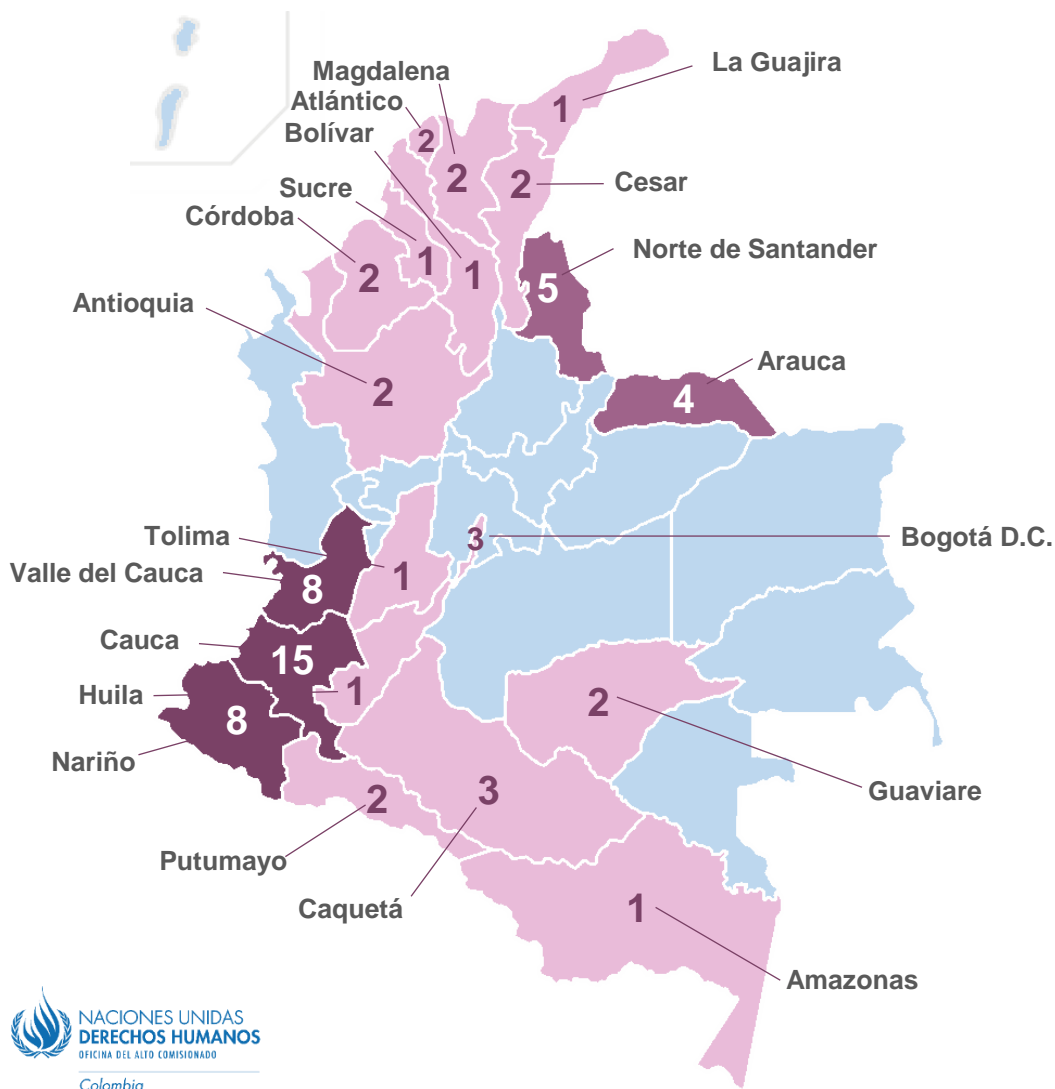 La Guajira
Magdalena
Atlántico
Bolívar
1
2
2
2
Cesar
Sucre
Córdoba
Norte de Santander
1
1
2
5
Antioquia
Arauca
2
4
Tolima
3
Bogotá D.C.
Valle del Cauca
1
8
Cauca
15
Huila
1
2
8
Nariño
Guaviare
2
3
Putumayo
Caquetá
1
Amazonas
NACIONES UNIDAS
DERECHOS HUMANOS
OFICINA DEL ALTO COMISIONADO
Colombia